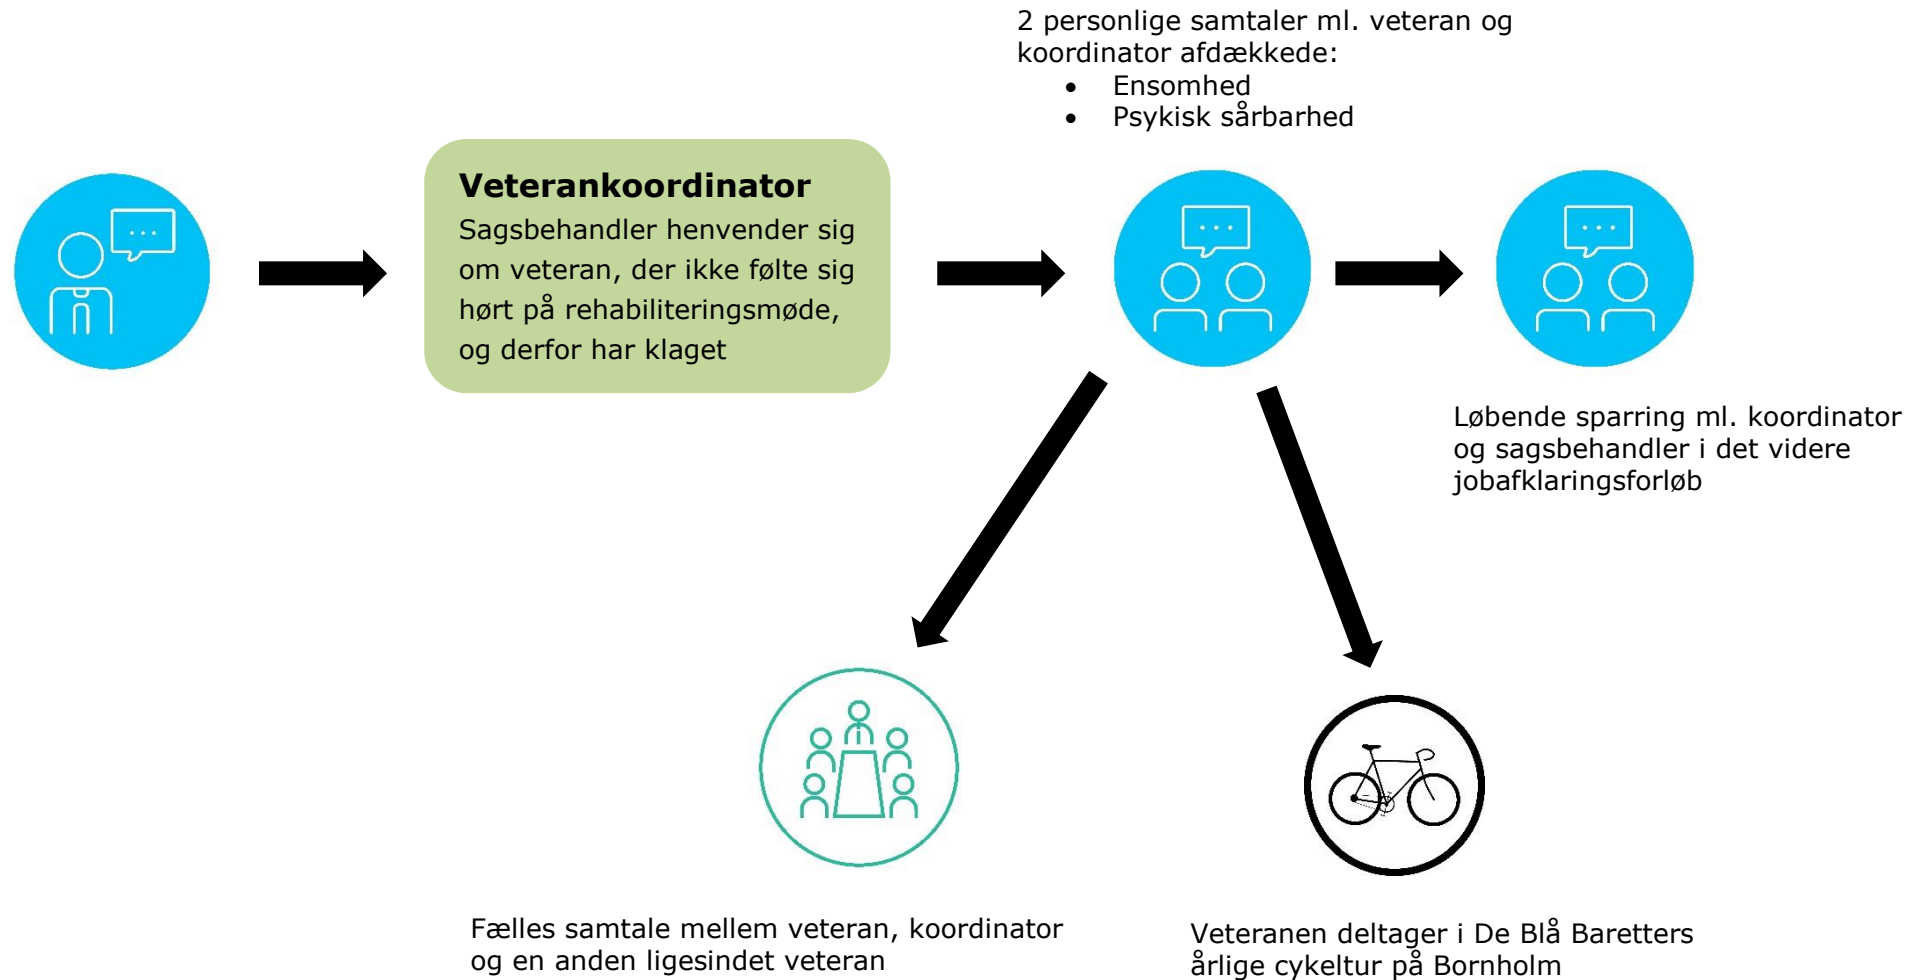 2 personlige samtaler ml. veteran og
koordinator afdækkede:
• Ensomhed
• Psykisk sårbarhed
Veterankoordinator
Sagsbehandler henvender sig
om veteran, der ikke følte sig
hørt på rehabiliteringsmøde,
og derfor har klaget
Løbende sparring ml. koordinator
og sagsbehandler i det videre
jobafklaringsforløb
Fælles samtale mellem veteran, koordinator
og en anden ligesindet veteran
Veteranen deltager i De Blå Baretters
årlige cykeltur på Bornholm